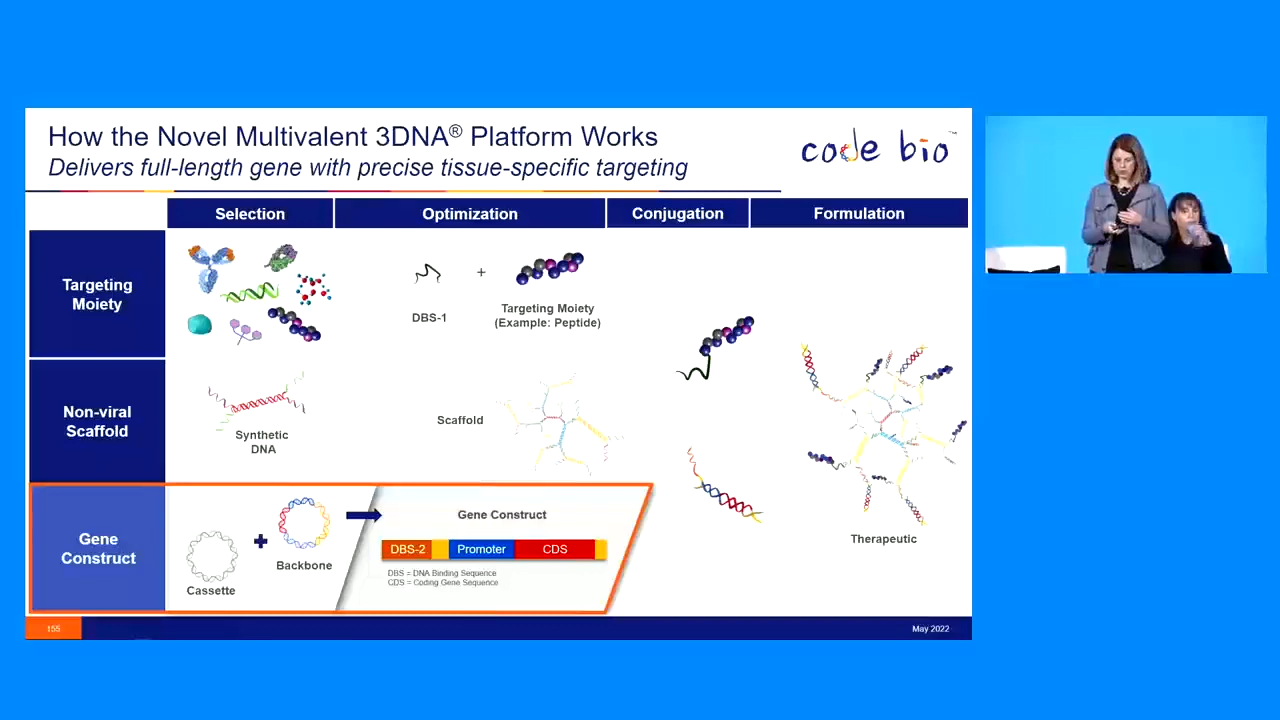 How the Novel Multivalent 3DNA® Platform Works
Delivers full-length gene with precise tissue-specific targeting
code bio™
Selection
Optimization
Conjugation
Formulation
Targeting
Moiety
DBS-1
+
Targeting Moiety
(Example: Peptide)
Non-viral
Scaffold
Synthetic
DNA
Scaffold
Therapeutic
Gene
Construct
Cassette
Backbone
Gene Construct
DBS-2
Promoter
CDS
DBS = DNA Binding Sequence
CDS = Coding Gene Sequence
155
May 2022